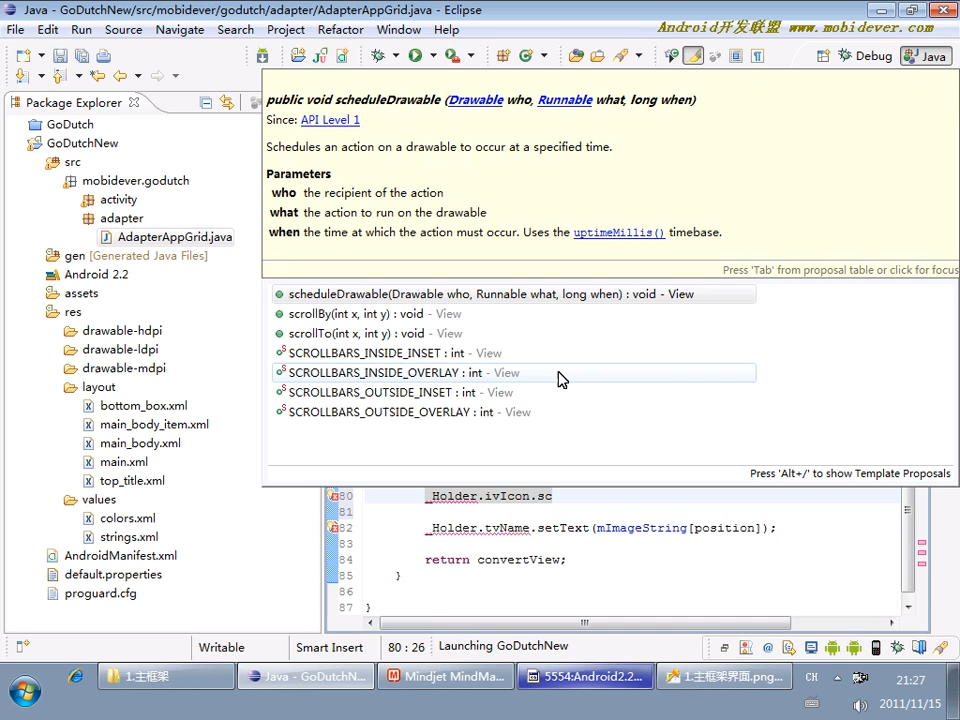 Java - GoDutchNew/src/mobidever/godutch/adapter/AdapterAppGrid.java - Eclipse
File Edit Run Source Navigate Search Project Refactor Window Help
Android开发联盟 www.mobidever.com
Debug Java
Package Explorer
GoDutch
GoDutchNew
src
mobidever.godutch
activity
adapter
AdapterAppGrid.java
gen [Generated Java Files]
Android 2.2
assets
res
drawable-hdpi
drawable-ldpi
drawable-mdpi
layout
bottom_box.xml
main_body_item.xml
main_body.xml
main.xml
top_title.xml
values
colors.xml
strings.xml
AndroidManifest.xml
default.properties
proguard.cfg
public void scheduleDrawable (Drawable who, Runnable what, long when)
Since: API Level 1
Schedules an action on a drawable to occur at a specified time.
Parameters
who the recipient of the action
what the action to run on the drawable
when the time at which the action must occur. Uses the uptimeMillis() timebase.
Press 'Tab' from proposal table or click for focus
scheduleDrawable(Drawable who, Runnable what, long when) : void - View
scrollBy(int x, int y) : void - View
scrollTo(int x, int y) : void - View
SCROLLBARS_INSIDE_INSET : int - View
SCROLLBARS_INSIDE_OVERLAY : int - View
SCROLLBARS_OUTSIDE_INSET : int - View
SCROLLBARS_OUTSIDE_OVERLAY : int - View
Press 'Alt+/' to show Template Proposals
80 _Holder.ivIcon.sc
81
82 _Holder.tvName.setText(mImageString[position]);
83
84 return convertView;
85 }
86
87 }
Writable Smart Insert 80 : 26 Launching GoDutchNew
1.主框架 Java - GoDutchN... Mindjet MindMa... 5554:Android2.2... 1.主框架界面.png... CH 21:27
2011/11/15